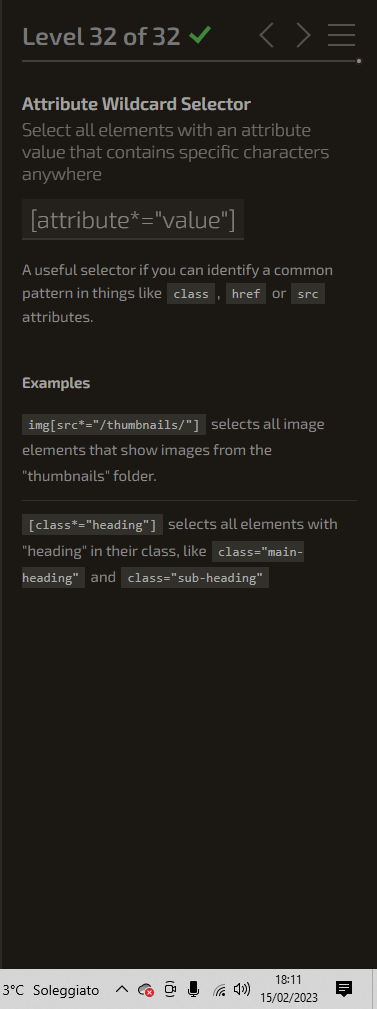 Level 32 of 32
Attribute Wildcard Selector
Select all elements with an attribute
value that contains specific characters
anywhere
[attribute*="value"]
A useful selector if you can identify a common
pattern in things like class , href or src
attributes.
Examples
img[src*="/thumbnails/"] selects all image
elements that show images from the
"thumbnails" folder.
[class*="heading"] selects all elements with
"heading" in their class, like class="main-
heading" and class="sub-heading"
3°C Soleggiato
18:11
15/02/2023